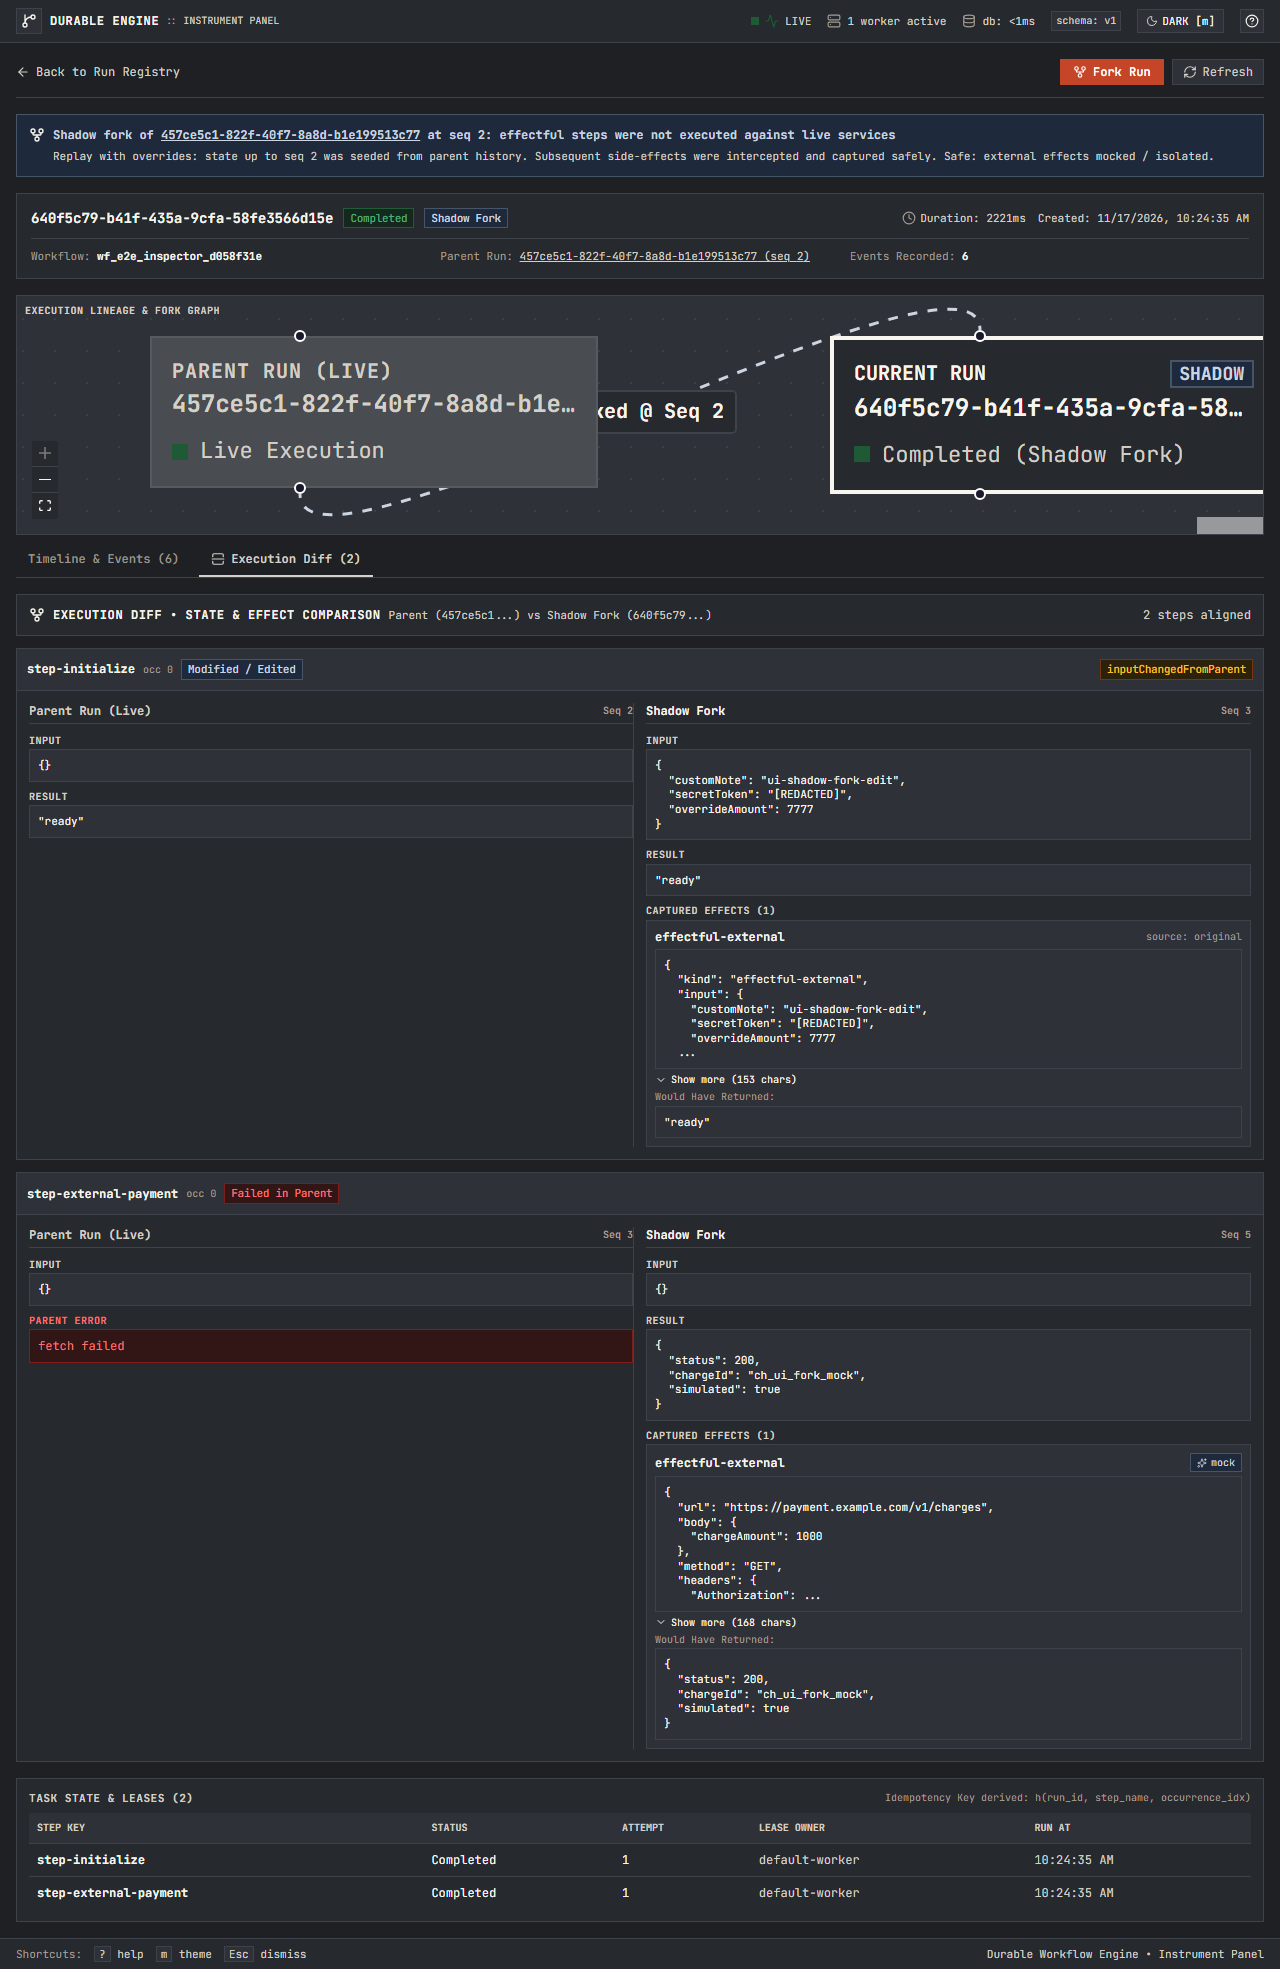 DURABLE ENGINE :: INSTRUMENT PANEL
LIVE 1 worker active db: <1ms schema: v1 DARK [m]
Back to Run Registry
Fork Run Refresh
Shadow fork of 457ce5c1-822f-40f7-8a8d-b1e199513c77 at seq 2: effectful steps were not executed against live services
Replay with overrides: state up to seq 2 was seeded from parent history. Subsequent side-effects were intercepted and captured safely. Safe: external effects mocked / isolated.
640f5c79-b41f-435a-9cfa-58fe3566d15e Completed Shadow Fork Duration: 2221ms Created: 11/17/2026, 10:24:35 AM
Workflow: wf_e2e_inspector_d058f31e Parent Run: 457ce5c1-822f-40f7-8a8d-b1e199513c77 (seq 2) Events Recorded: 6
EXECUTION LINEAGE & FORK GRAPH
PARENT RUN (LIVE)
457ce5c1-822f-40f7-8a8d-b1e…
Live Execution
ked @ Seq 2
CURRENT RUN SHADOW
640f5c79-b41f-435a-9cfa-58…
Completed (Shadow Fork)
Timeline & Events (6) Execution Diff (2)
EXECUTION DIFF • STATE & EFFECT COMPARISON Parent (457ce5c1...) vs Shadow Fork (640f5c79...) 2 steps aligned
step-initialize occ 0 Modified / Edited inputChangedFromParent
Parent Run (Live) Seq 2
INPUT
{}
RESULT
"ready"
Shadow Fork Seq 3
INPUT
{
"customNote": "ui-shadow-fork-edit",
"secretToken": "[REDACTED]",
"overrideAmount": 7777
}
RESULT
"ready"
CAPTURED EFFECTS (1)
effectful-external source: original
{
"kind": "effectful-external",
"input": {
"customNote": "ui-shadow-fork-edit",
"secretToken": "[REDACTED]",
"overrideAmount": 7777
...
Show more (153 chars)
Would Have Returned:
"ready"
step-external-payment occ 0 Failed in Parent
Parent Run (Live) Seq 3
INPUT
{}
PARENT ERROR
fetch failed
Shadow Fork Seq 5
INPUT
{}
RESULT
{
"status": 200,
"chargeId": "ch_ui_fork_mock",
"simulated": true
}
CAPTURED EFFECTS (1)
effectful-external mock
{
"url": "https://payment.example.com/v1/charges",
"body": {
"chargeAmount": 1000
},
"method": "GET",
"headers": {
"Authorization": ...
Show more (168 chars)
Would Have Returned:
{
"status": 200,
"chargeId": "ch_ui_fork_mock",
"simulated": true
}
TASK STATE & LEASES (2) Idempotency Key derived: h(run_id, step_name, occurrence_idx)
STEP KEY STATUS ATTEMPT LEASE OWNER RUN AT
step-initialize Completed 1 default-worker 10:24:35 AM
step-external-payment Completed 1 default-worker 10:24:35 AM
Shortcuts: ? help m theme Esc dismiss Durable Workflow Engine • Instrument Panel